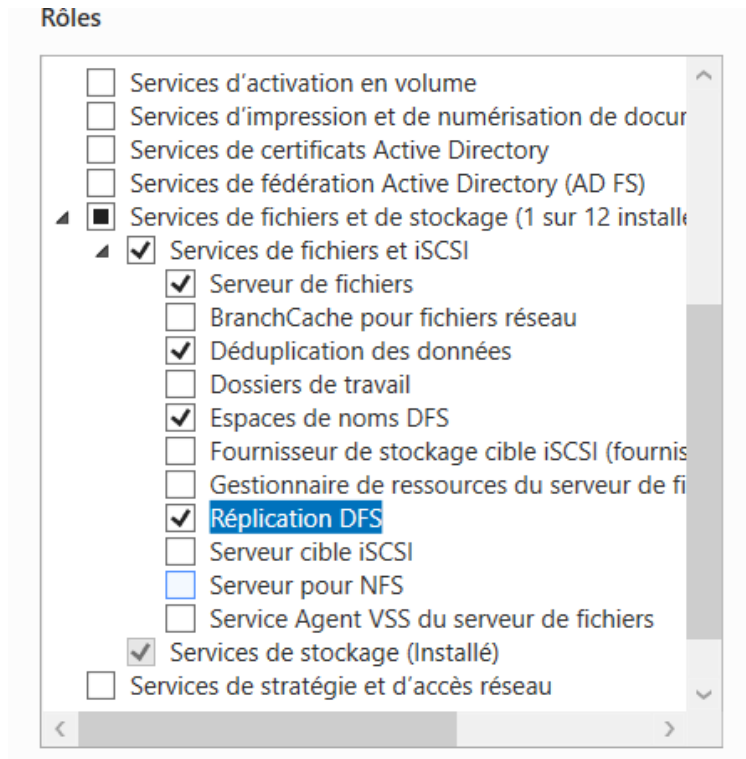 Rôles
Services d'activation en volume
Services d'impression et de numérisation de docur
Services de certificats Active Directory
Services de fédération Active Directory (AD FS)
Services de fichiers et de stockage (1 sur 12 installe
Services de fichiers et iSCSI
Serveur de fichiers
BranchCache pour fichiers réseau
Déduplication des données
Dossiers de travail
Espaces de noms DFS
Fournisseur de stockage cible iSCSI (fournis
Gestionnaire de ressources du serveur de fi
Réplication DFS
Serveur cible iSCSI
Serveur pour NFS
Service Agent VSS du serveur de fichiers
Services de stockage (Installé)
Services de stratégie et d'accès réseau